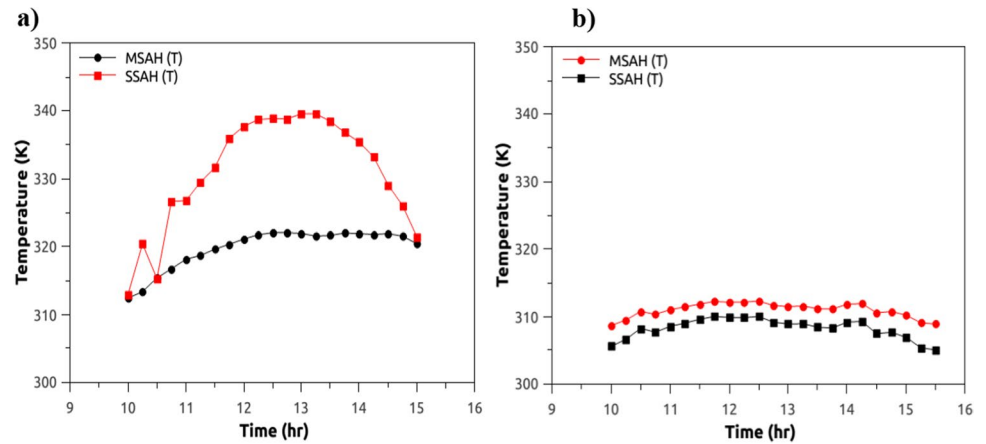 a)
350
340
330
320
310
300
Temperature (K)
MSAH (T)
SSAH (T)
9 10 11 12 13 14 15 16
Time (hr)
b)
350
340
330
320
310
300
Temperature (K)
MSAH (T)
SSAH (T)
9 10 11 12 13 14 15 16
Time (hr)